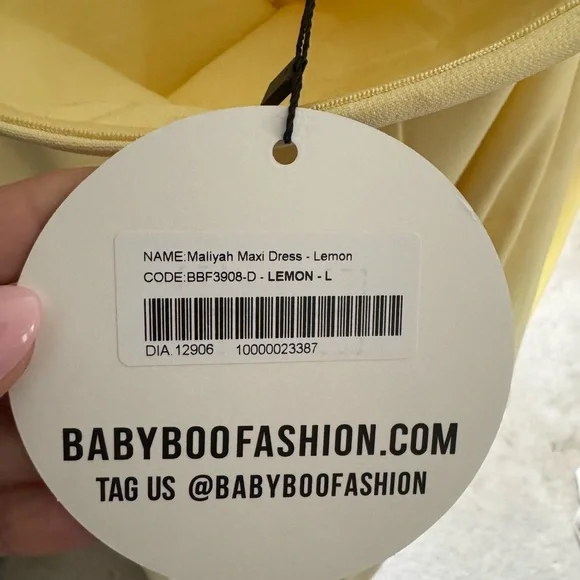 NAME:Maliyah Maxi Dress - Lemon
CODE:BBF3908-D - LEMON - L
DIA.12906 10000023387
BABYBOOFASHION.COM
TAG US @BABYBOOFASHION